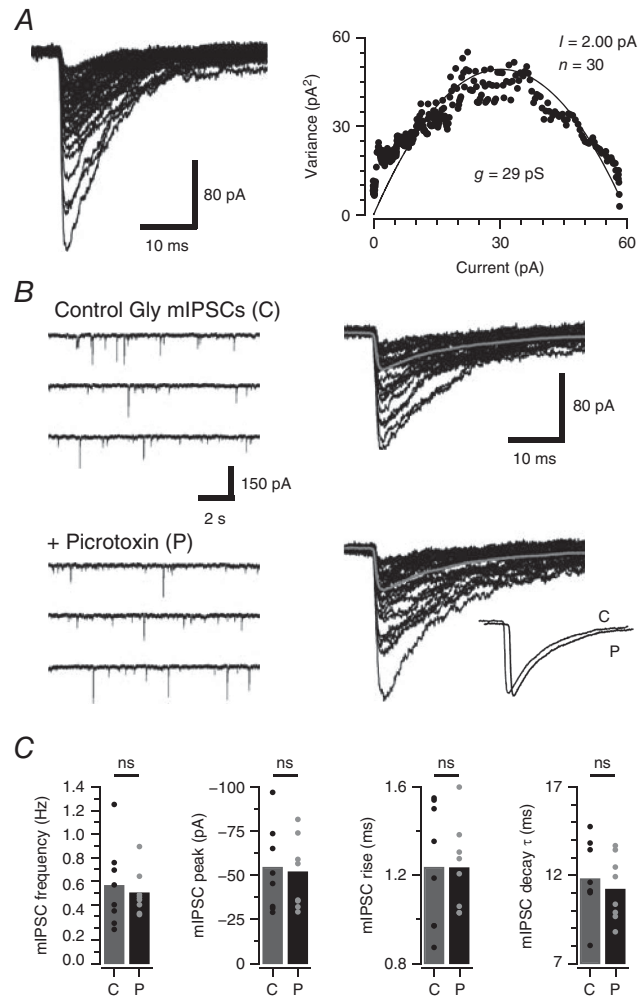 A
80 pA
10 ms
Variance (pA²)
60
30
0
0
30
60
Current (pA)
I = 2.00 pA
n = 30
g = 29 pS
B
Control Gly mIPSCs (C)
150 pA
2 s
80 pA
10 ms
+ Picrotoxin (P)
C
P
C
mIPSC frequency (Hz)
1.4
1.2
1.0
0.8
0.6
0.4
0.2
0.0
ns
C P
mIPSC peak (pA)
−100
−75
−50
−25
0
ns
C P
mIPSC rise (ms)
1.6
1.2
0.8
ns
C P
mIPSC decay τ (ms)
17
12
7
ns
C P